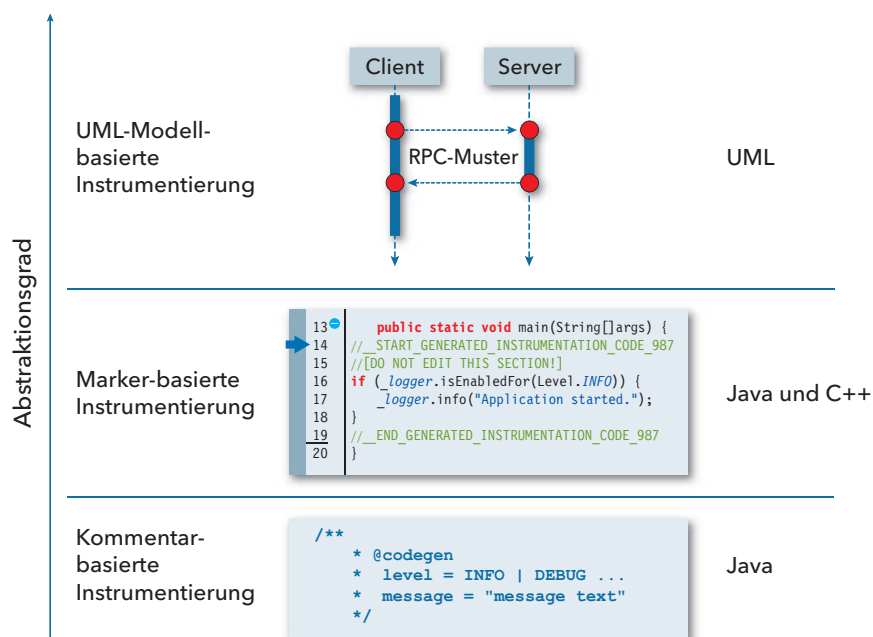 Abstraktionsgrad
UML-Modell-
basierte
Instrumentierung
Client
Server
RPC-Muster
UML
Marker-basierte
Instrumentierung
13 public static void main(String[]args) {
14 //__START_GENERATED_INSTRUMENTATION_CODE_987
15 //[DO NOT EDIT THIS SECTION!]
16 if (_logger.isEnabledFor(Level.INFO)) {
17 _logger.info("Application started.");
18 }
19 //__END_GENERATED_INSTRUMENTATION_CODE_987
20 }
Java und C++
Kommentar-
basierte
Instrumentierung
/**
* @codegen
* level = INFO | DEBUG ...
* message = "message text"
*/
Java